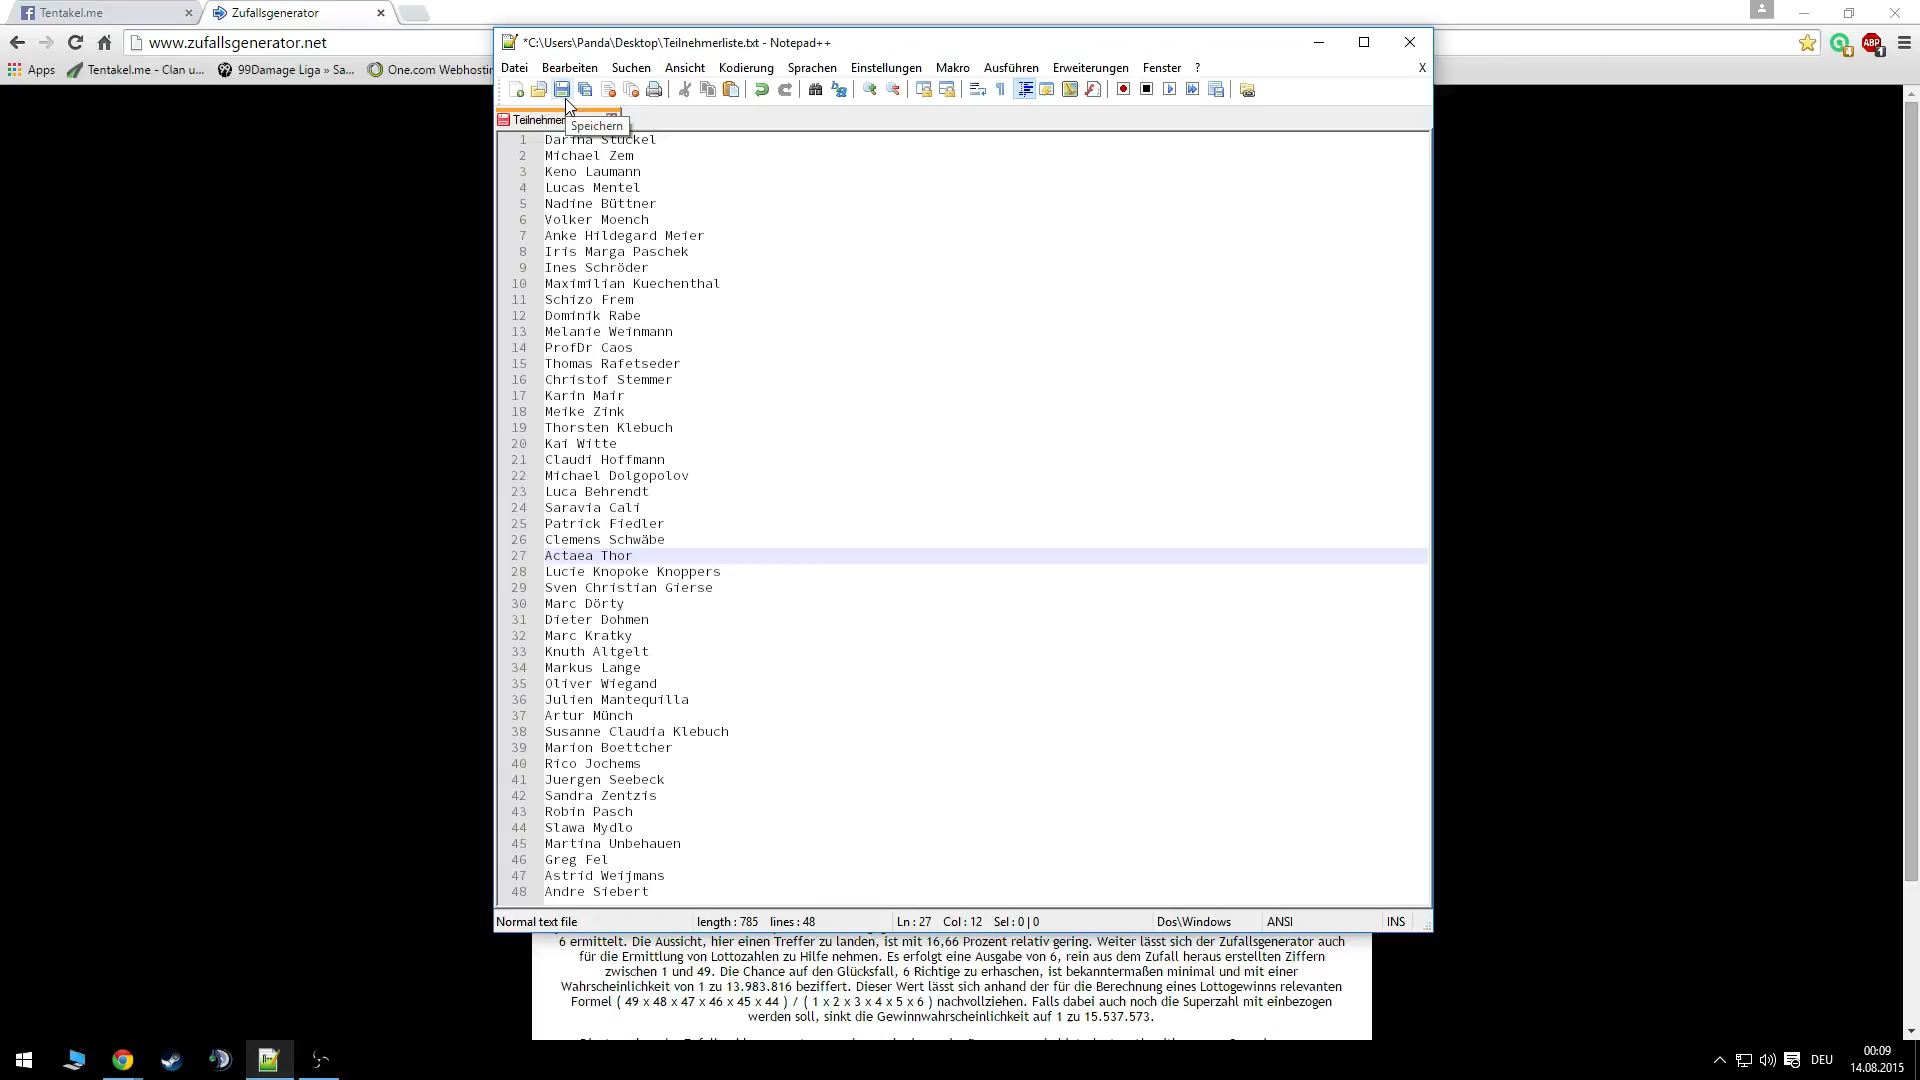 Tentakel.me
Zufallsgenerator
www.zufallsgenerator.net
Apps
Tentakel.me - Clan u...
99Damage Liga » Sa...
One.com Webhostin
*C:\Users\Panda\Desktop\Teilnehmerliste.txt - Notepad++
Datei Bearbeiten Suchen Ansicht Kodierung Sprachen Einstellungen Makro Ausführen Erweiterungen Fenster ? X
Teilnehmer
Speichern
1 Darina Stuckel
2 Michael Zem
3 Keno Laumann
4 Lucas Mentel
5 Nadine Büttner
6 Volker Moench
7 Anke Hildegard Meier
8 Iris Marga Paschek
9 Ines Schröder
10 Maximilian Kuechenthal
11 Schizo Frem
12 Dominik Rabe
13 Melanie Weinmann
14 ProfDr Caos
15 Thomas Rafetseder
16 Christof Stemmer
17 Karin Mair
18 Meike Zink
19 Thorsten Klebuch
20 Kai Witte
21 Claudi Hoffmann
22 Michael Dolgopolov
23 Luca Behrendt
24 Saravia Cali
25 Patrick Fiedler
26 Clemens Schwäbe
27 Actaea Thor
28 Lucie Knopoke Knoppers
29 Sven Christian Gierse
30 Marc Dörty
31 Dieter Dohmen
32 Marc Kratky
33 Knuth Altgelt
34 Markus Lange
35 Oliver Wiegand
36 Julien Mantequilla
37 Artur Münch
38 Susanne Claudia Klebuch
39 Marion Boettcher
40 Rico Jochems
41 Juergen Seebeck
42 Sandra Zentzis
43 Robin Pasch
44 Slawa Mydlo
45 Martina Unbehauen
46 Greg Fel
47 Astrid Weijmans
48 Andre Siebert
Normal text file length : 785 lines : 48 Ln : 27 Col : 12 Sel : 0 | 0 Dos\Windows ANSI INS
6 ermittelt. Die Aussicht, hier einen Treffer zu landen, ist mit 16,66 Prozent relativ gering. Weiter lässt sich der Zufallsgenerator auch
für die Ermittlung von Lottozahlen zu Hilfe nehmen. Es erfolgt eine Ausgabe von 6, rein aus dem Zufall heraus erstellten Ziffern
zwischen 1 und 49. Die Chance auf den Glücksfall, 6 Richtige zu erhaschen, ist bekanntermaßen minimal und mit einer
Wahrscheinlichkeit von 1 zu 13.983.816 beziffert. Dieser Wert lässt sich anhand der für die Berechnung eines Lottogewinns relevanten
Formel ( 49 x 48 x 47 x 46 x 45 x 44 ) / ( 1 x 2 x 3 x 4 x 5 x 6 ) nachvollziehen. Falls dabei auch noch die Superzahl mit einbezogen
werden soll, sinkt die Gewinnwahrscheinlichkeit auf 1 zu 15.537.573.
DEU
00:09
14.08.2015